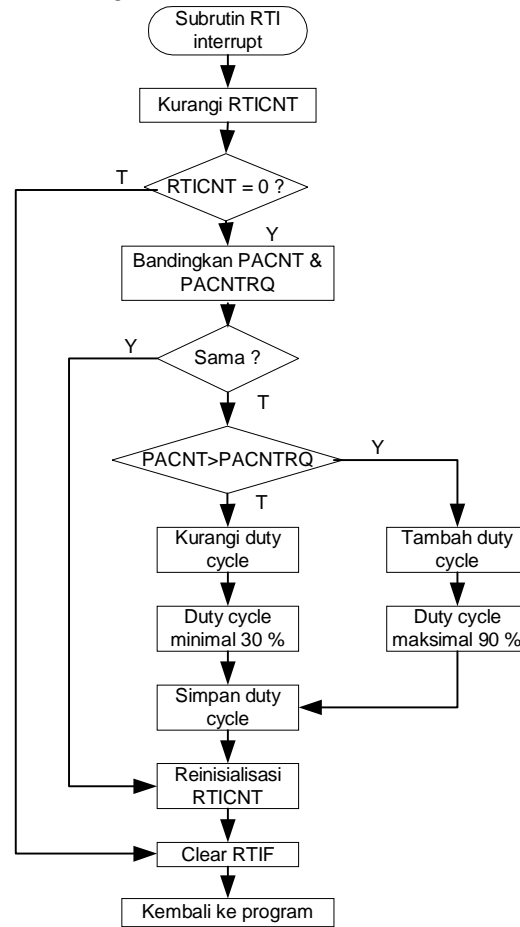 Subrutin RTI
interrupt
Kurangi RTICNT
T
RTICNT = 0 ?
Y
Bandingkan PACNT &
PACNTRQ
Y
Sama ?
T
PACNT>PACNTRQ
Y
T
Kurangi duty
cycle
Tambah duty
cycle
Duty cycle
minimal 30 %
Duty cycle
maksimal 90 %
Simpan duty
cycle
Reinisialisasi
RTICNT
Clear RTIF
Kembali ke program